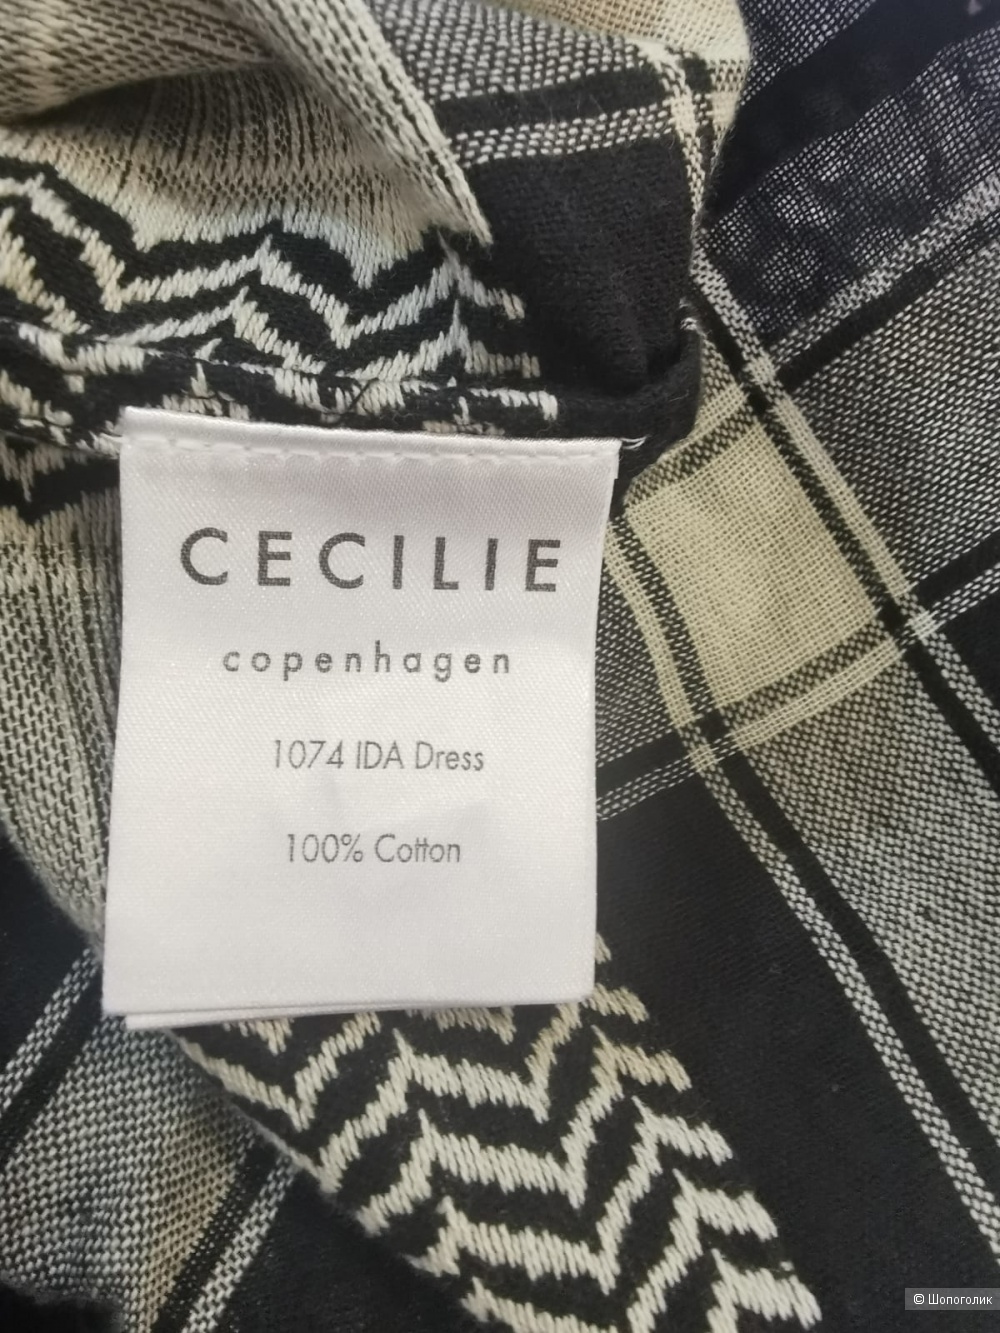 CECILIE
copenhagen
1074 IDA Dress
100% Cotton
© Шопоголик